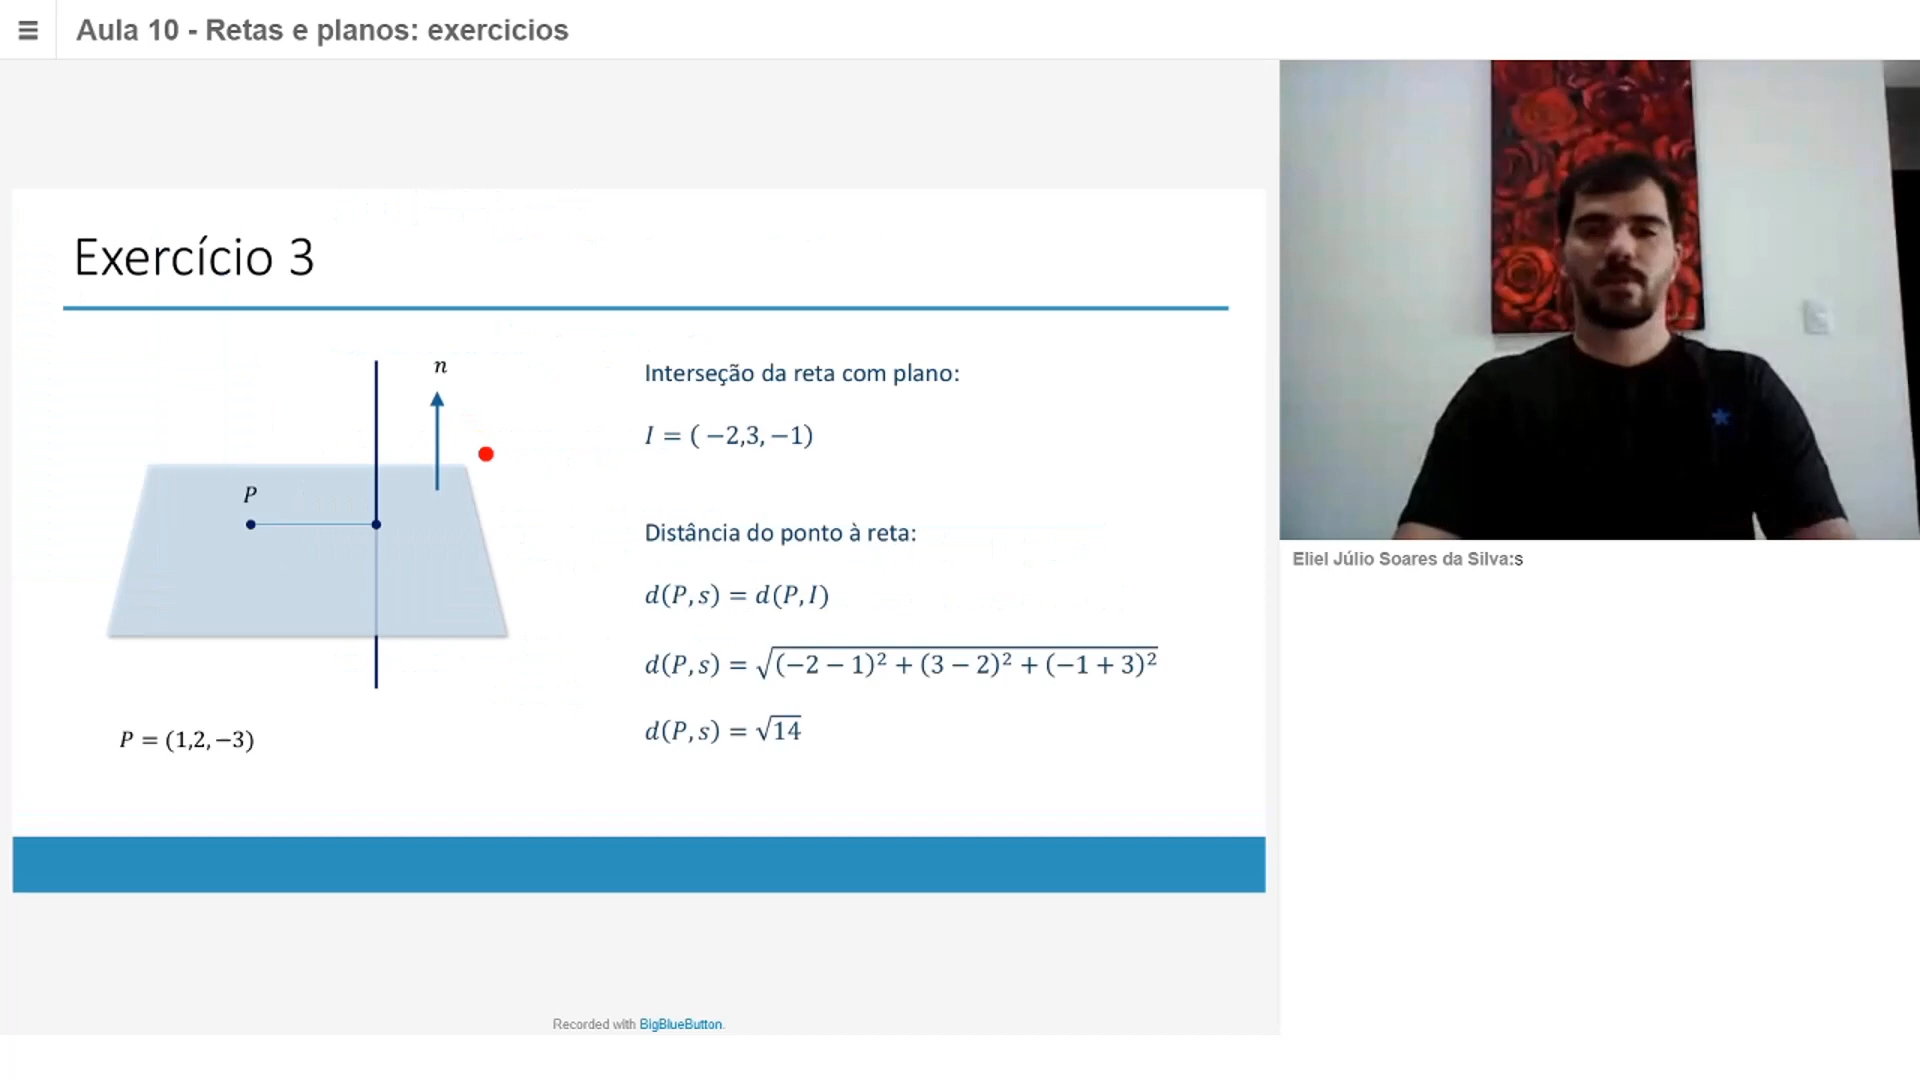 Aula 10 - Retas e planos: exercicios
Exercício 3
n
P
P = (1,2, −3)
Interseção da reta com plano:
I = ( −2,3, −1)
Distância do ponto à reta:
d(P, s) = d(P, I)
d(P, s) = √(−2 − 1)² + (3 − 2)² + (−1 + 3)²
d(P, s) = √14
Eliel Júlio Soares da Silva:s
Recorded with BigBlueButton.